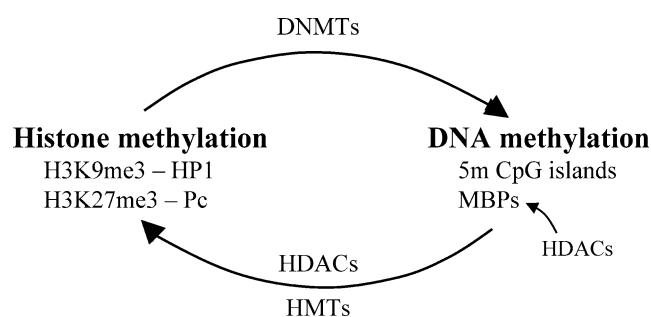 DNMTs
Histone methylation
H3K9me3 – HP1
H3K27me3 – Pc
DNA methylation
5m CpG islands
MBPs
HDACs
HDACs
HMTs